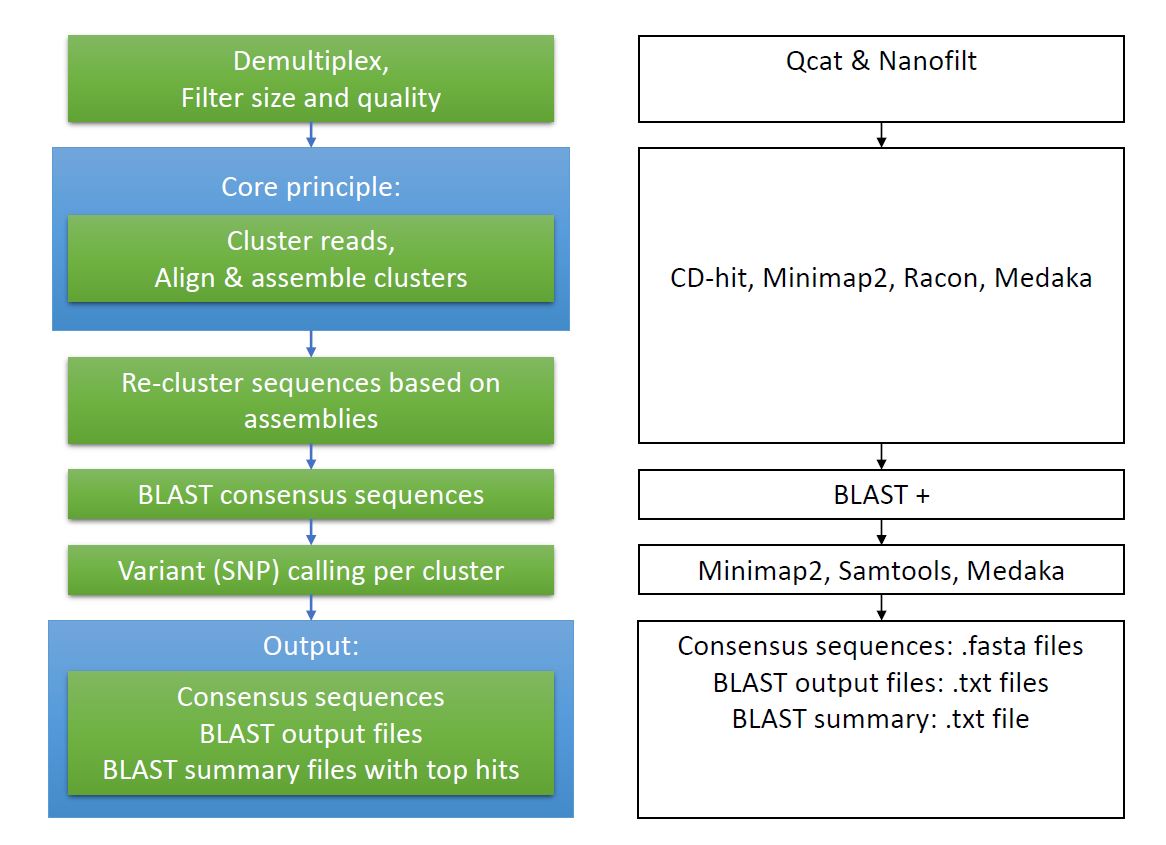 Demultiplex,
Filter size and quality
Core principle:
Cluster reads,
Align & assemble clusters
Re-cluster sequences based on
assemblies
BLAST consensus sequences
Variant (SNP) calling per cluster
Output:
Consensus sequences
BLAST output files
BLAST summary files with top hits
Qcat & Nanofilt
CD-hit, Minimap2, Racon, Medaka
BLAST +
Minimap2, Samtools, Medaka
Consensus sequences: .fasta files
BLAST output files: .txt files
BLAST summary: .txt file